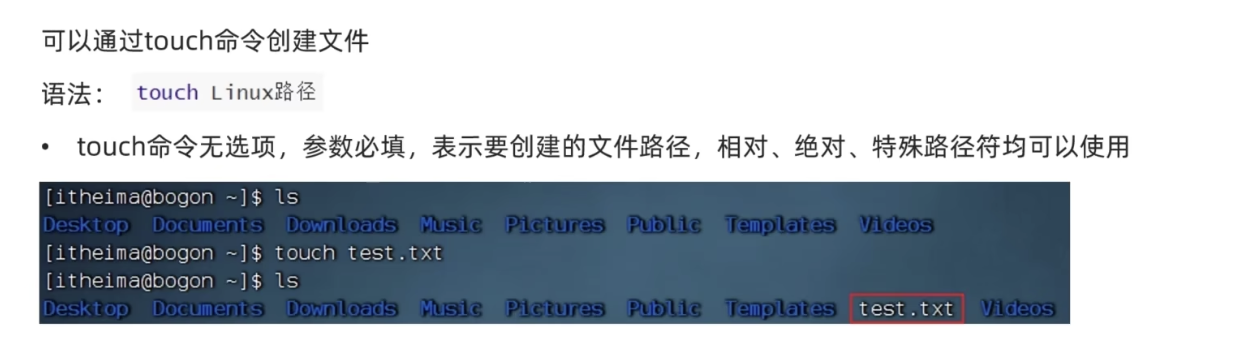 可以通过touch命令创建文件
语法： touch Linux路径
• touch命令无选项，参数必填，表示要创建的文件路径，相对、绝对、特殊路径符均可以使用
[itheima@bogon ~]$ ls
Desktop Documents Downloads Music Pictures Public Templates Videos
[itheima@bogon ~]$ touch test.txt
[itheima@bogon ~]$ ls
Desktop Documents Downloads Music Pictures Public Templates test.txt Videos